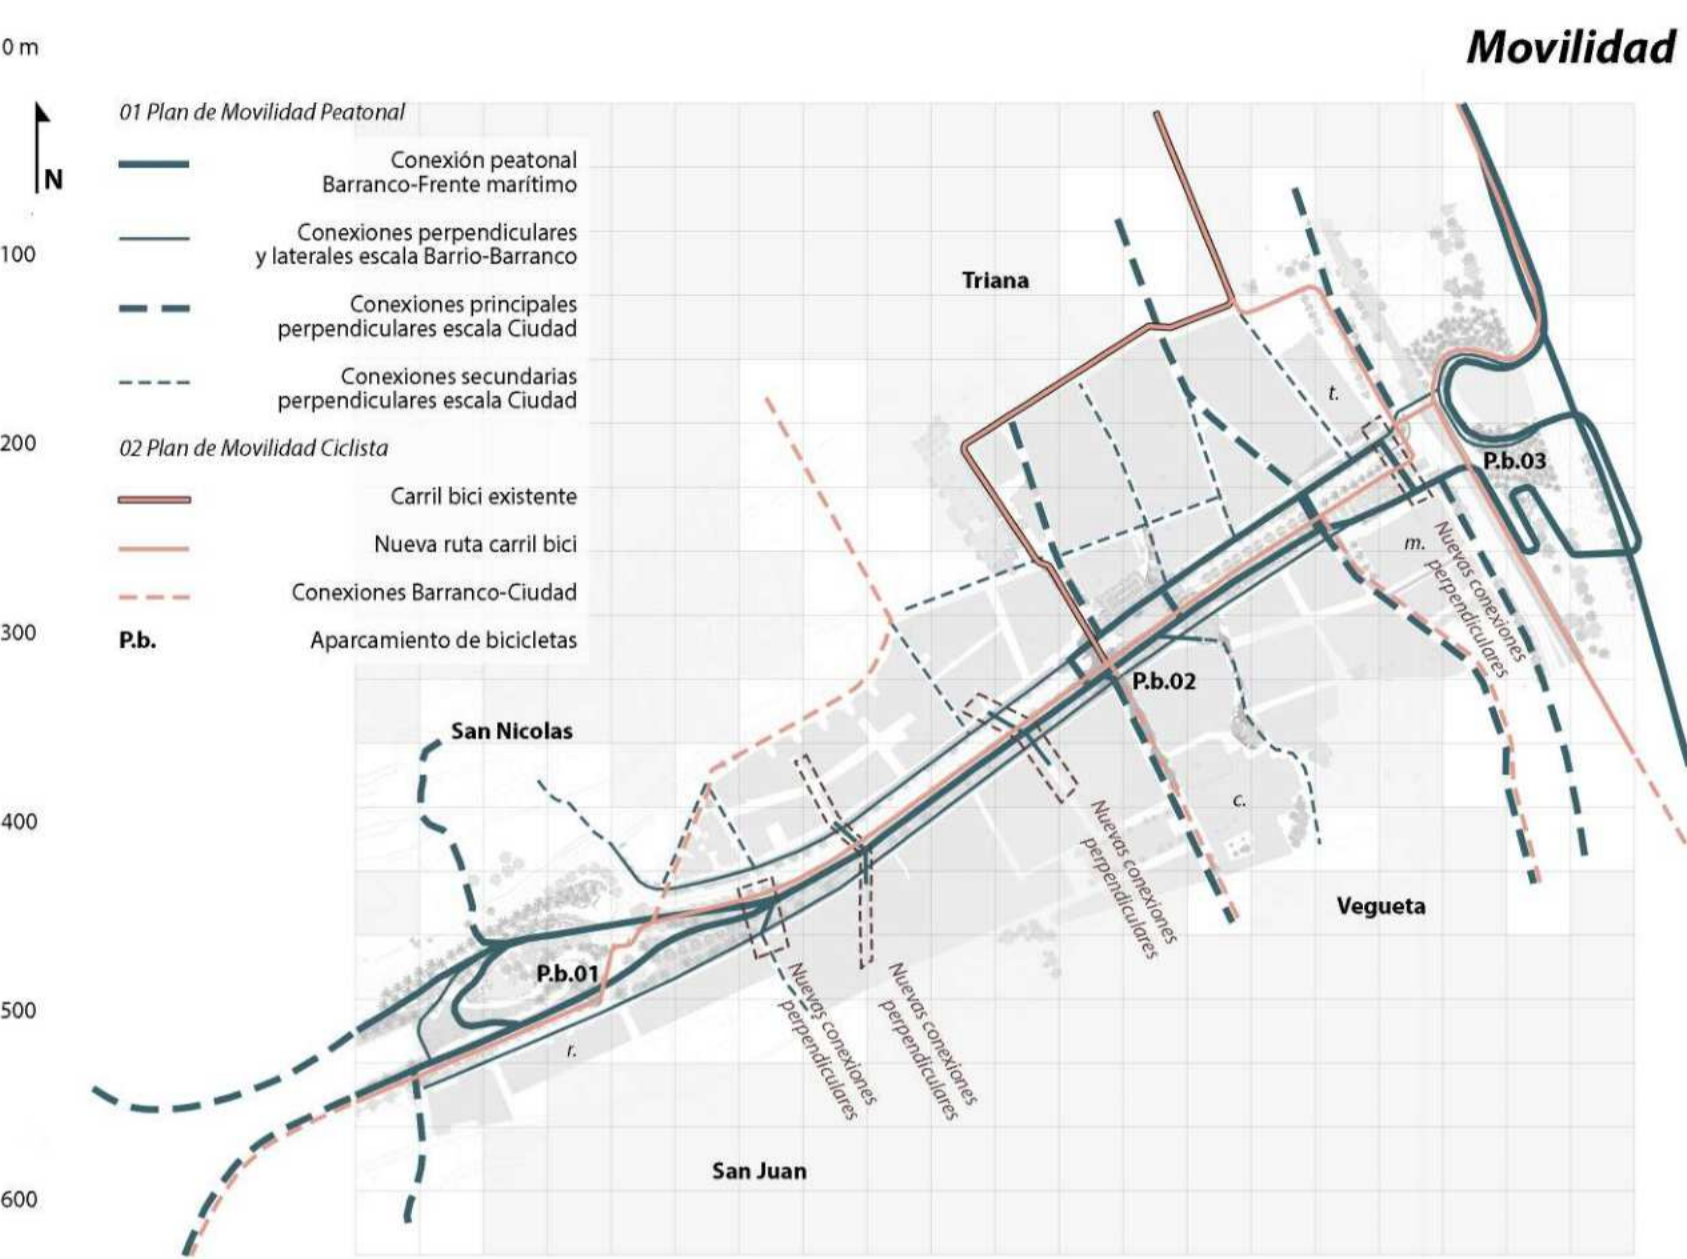 Movilidad
0 m
100
200
300
400
500
600
N
01 Plan de Movilidad Peatonal
Conexión peatonal
Barranco-Frente marítimo
Conexiones perpendiculares
y laterales escala Barrio-Barranco
Conexiones principales
perpendiculares escala Ciudad
Conexiones secundarias
perpendiculares escala Ciudad
02 Plan de Movilidad Ciclista
Carril bici existente
Nueva ruta carril bici
Conexiones Barranco-Ciudad
P.b.
Aparcamiento de bicicletas
Triana
t.
P.b.03
m.
Nuevas conexiones
perpendiculares
P.b.02
San Nicolas
c.
Nuevas conexiones
perpendiculares
Vegueta
P.b.01
Nuevas conexiones
perpendiculares
Nuevas conexiones
perpendiculares
r.
San Juan